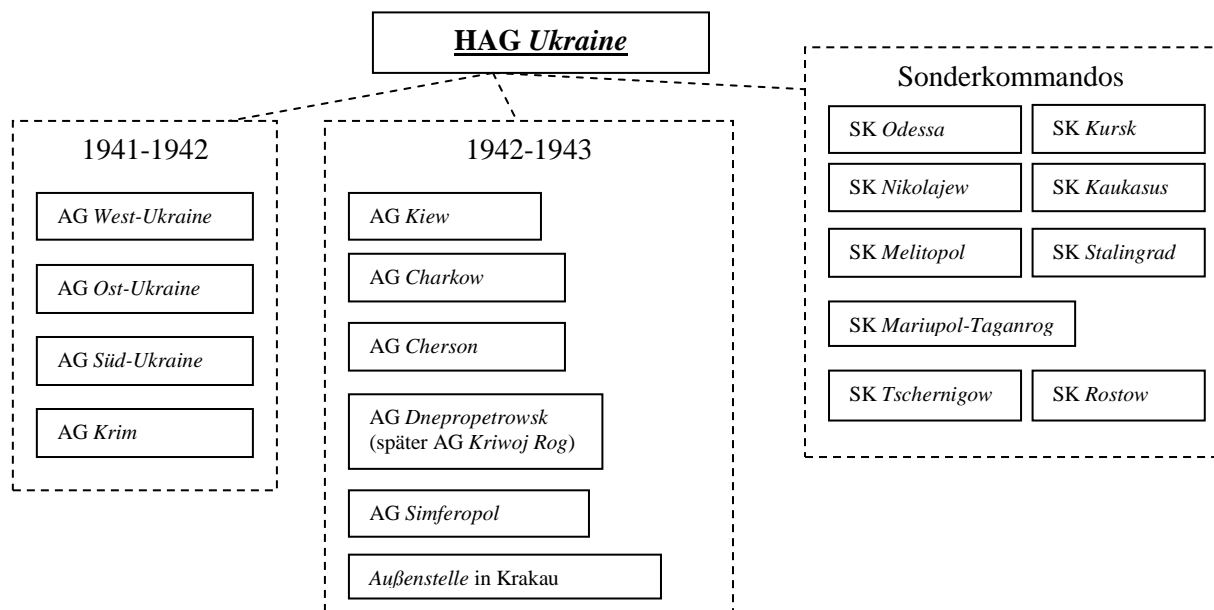 HAG Ukraine
1941-1942
AG West-Ukraine
AG Ost-Ukraine
AG Süd-Ukraine
AG Krim
1942-1943
AG Kiew
AG Charkow
AG Cherson
AG Dnepropetrowsk
(später AG Kriwoj Rog)
AG Simferopol
Außenstelle in Krakau
Sonderkommandos
SK Odessa
SK Kursk
SK Nikolajew
SK Kaukasus
SK Melitopol
SK Stalingrad
SK Mariupol-Taganrog
SK Tschernigow
SK Rostow